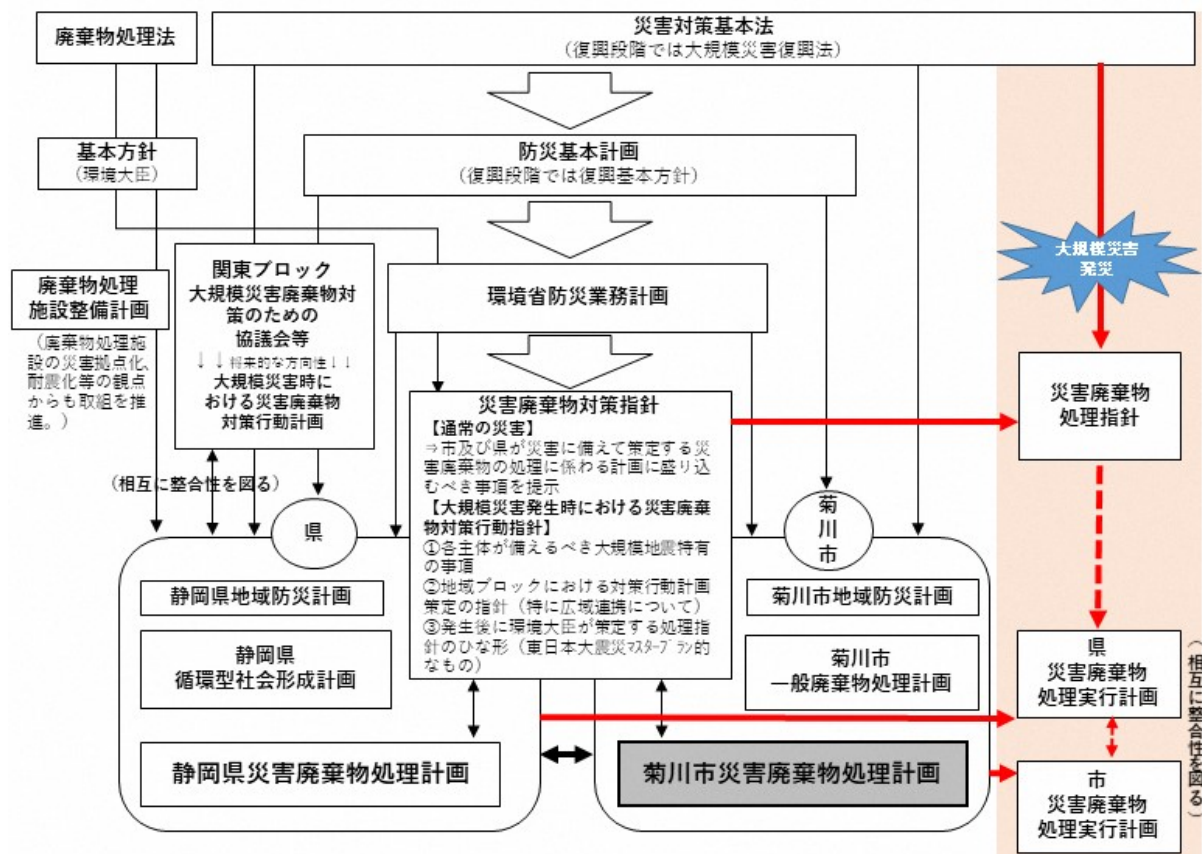 廃棄物処理法
災害対策基本法
(復興段階では大規模災害復興法)
基本方針
(環境大臣)
防災基本計画
(復興段階では復興基本方針)
大規模災害
発災
廃棄物処理
施設整備計画
(廃棄物処理施
設の災害拠点化、
耐震化等の観点
からも取組を推
進。)
関東ブロック
大規模災害廃棄物対
策のための
協議会等
↓↓将来的な方向性↓↓
大規模災害時に
おける災害廃棄物
対策行動計画
環境省防災業務計画
(相互に整合性を図る)
災害廃棄物対策指針
【通常の災害】
⇒市及び県が災害に備えて策定する災
害廃棄物の処理に係わる計画に盛り込
むべき事項を提示
【大規模災害発生時における災害廃棄
物対策行動指針】
①各主体が備えるべき大規模地震特有
の事項
②地域ブロックにおける対策行動計画
策定の指針(特に広域連携について)
③発生後に環境大臣が策定する処理指
針のひな形(東日本大震災ﾏｽﾀｰﾌﾟﾗﾝ的
なもの)
災害廃棄物
処理指針
県
静岡県地域防災計画
静岡県
循環型社会形成計画
静岡県災害廃棄物処理計画
菊
川
市
菊川市地域防災計画
菊川市
一般廃棄物処理計画
菊川市災害廃棄物処理計画
県
災害廃棄物
処理実行計画
市
災害廃棄物
処理実行計画
(相互に整合性を図る)